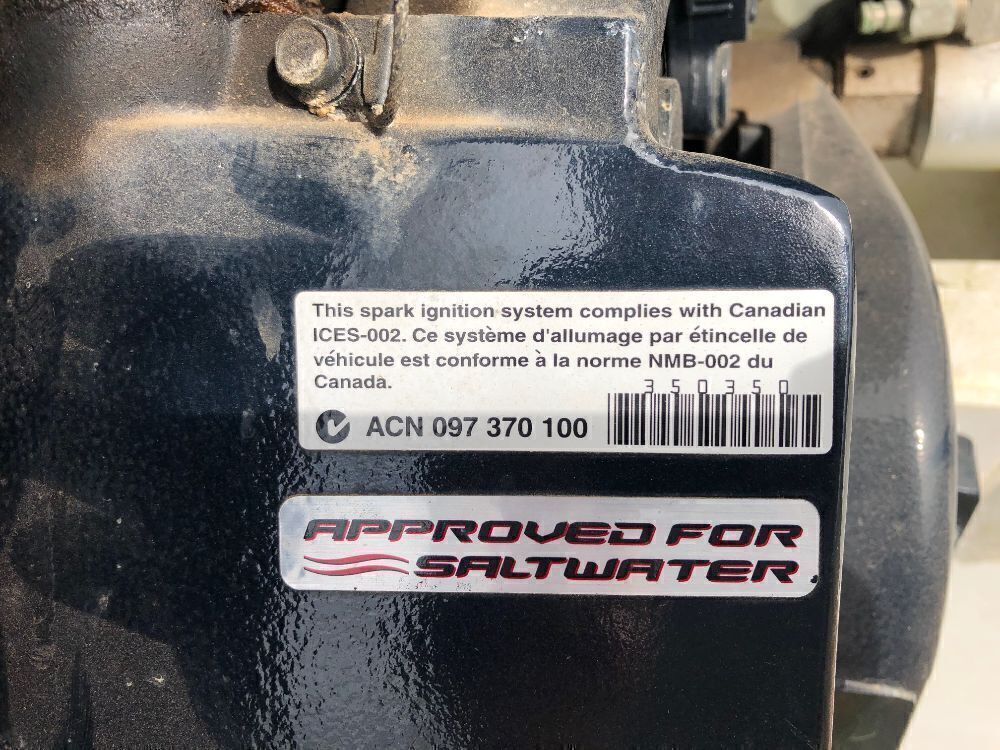 This spark ignition system complies with Canadian
ICES-002. Ce système d'allumage par étincelle de
véhicule est conforme à la norme NMB-002 du
Canada.
350350
ACN 097 370 100
APPROVED FOR
SALTWATER